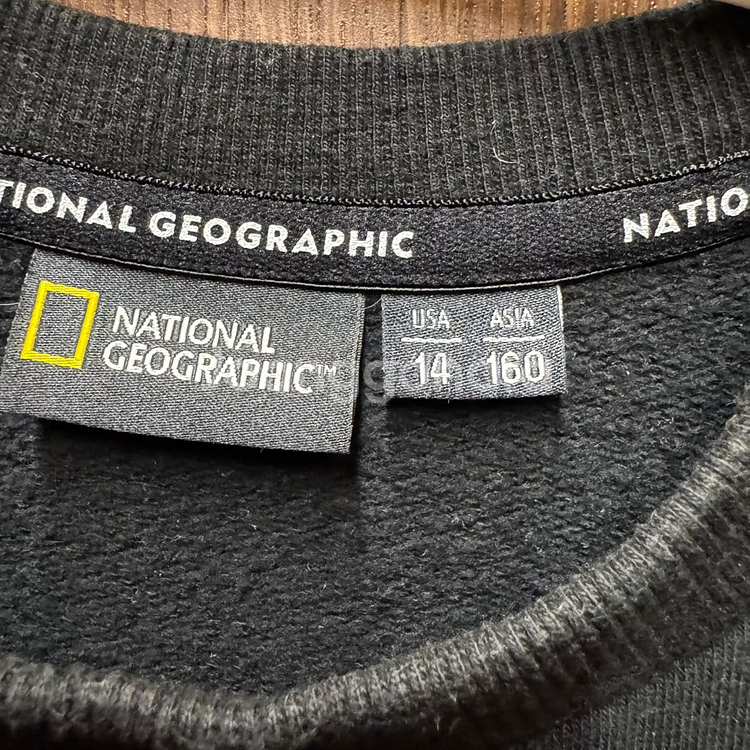 TIONAL GEOGRAPHIC
NATIO
NATIONAL
GEOGRAPHIC™
USA ASIA
14 160